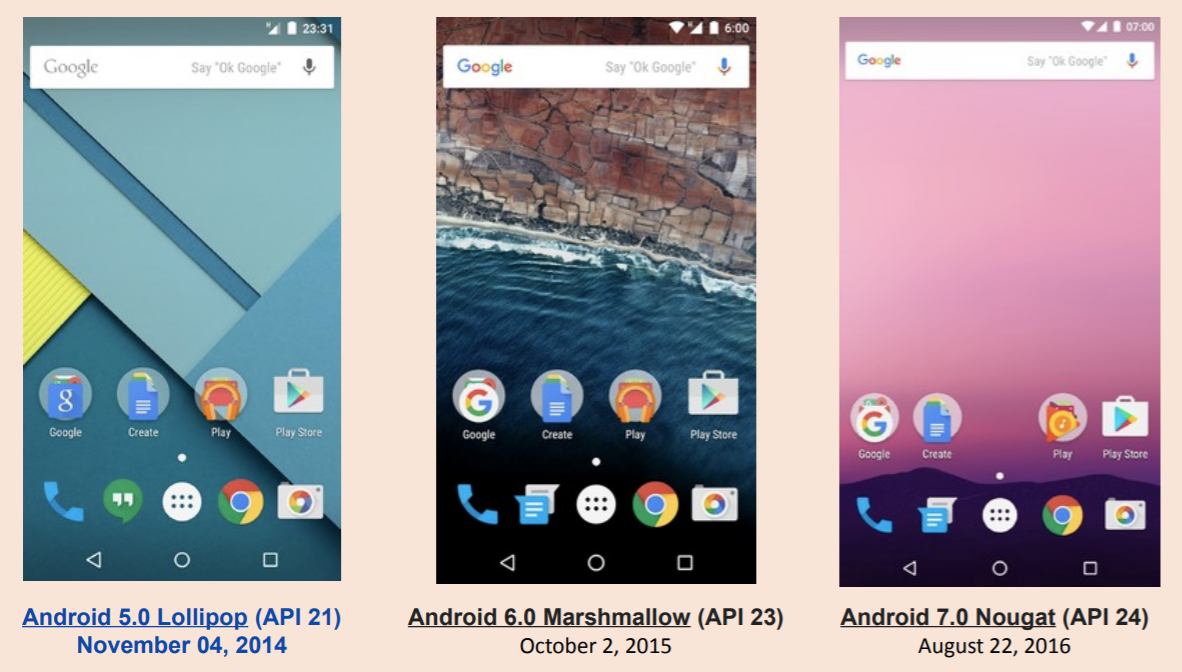 23:31
Google Say "Ok Google"
Google Create Play Play Store
Android 5.0 Lollipop (API 21)
November 04, 2014
6:00
Google Say "Ok Google"
Google Create Play Play Store
Android 6.0 Marshmallow (API 23)
October 2, 2015
07:00
Google Say "Ok Google"
Google Create Play Play Store
Android 7.0 Nougat (API 24)
August 22, 2016